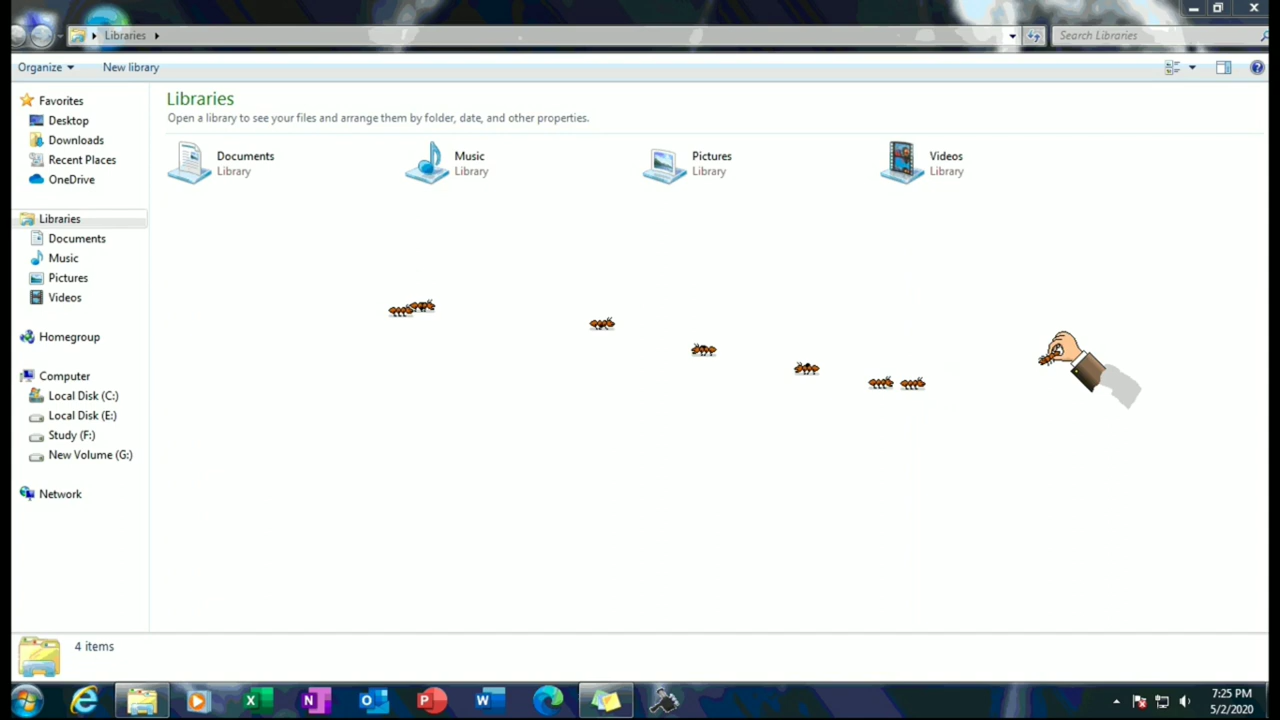 Libraries
Search Libraries
Organize
New library
Favorites
Desktop
Downloads
Recent Places
OneDrive
Libraries
Documents
Music
Pictures
Videos
Homegroup
Computer
Local Disk (C:)
Local Disk (E:)
Study (F:)
New Volume (G:)
Network
Libraries
Open a library to see your files and arrange them by folder, date, and other properties.
Documents
Library
Music
Library
Pictures
Library
Videos
Library
4 items
7:25 PM
5/2/2020